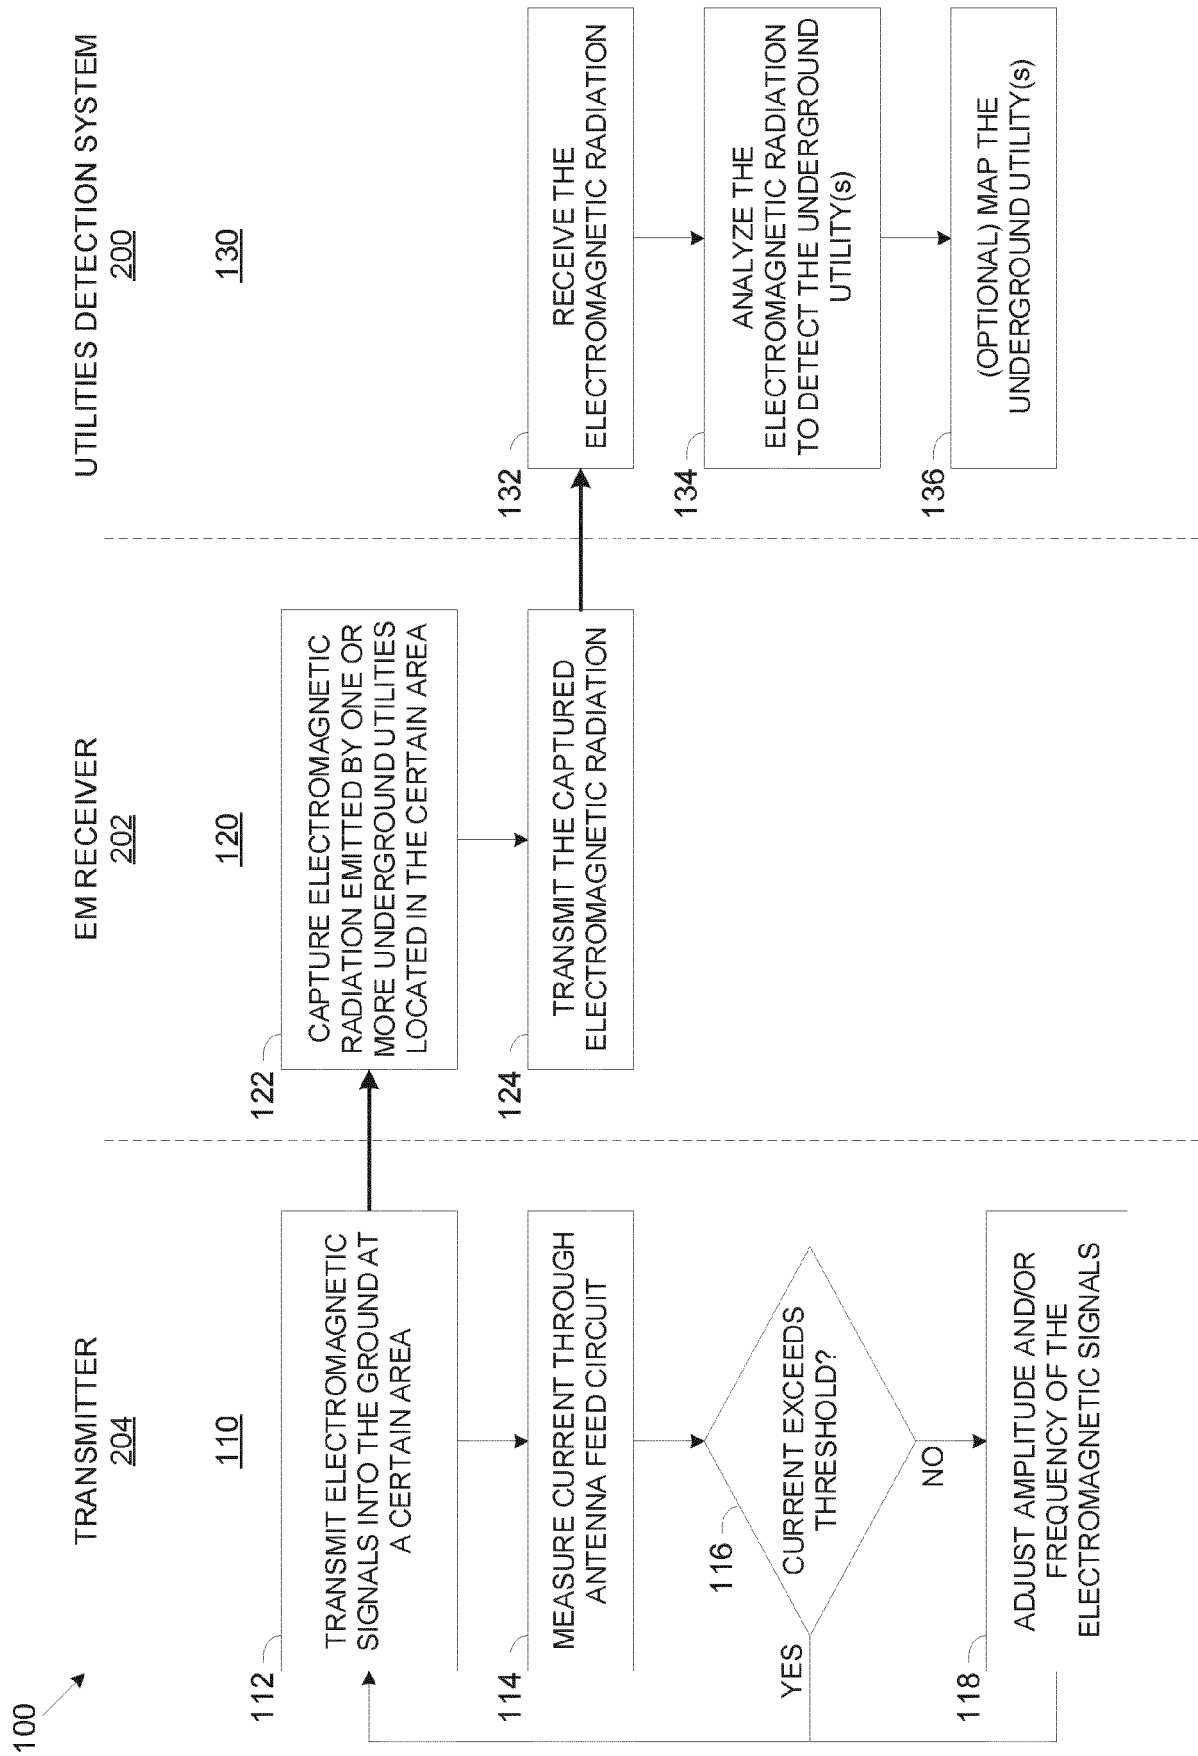 100
TRANSMITTER
204
110
112
TRANSMIT ELECTROMAGNETIC
SIGNALS INTO THE GROUND AT
A CERTAIN AREA
114
MEASURE CURRENT THROUGH
ANTENNA FEED CIRCUIT
116
CURRENT EXCEEDS
THRESHOLD?
YES
NO
118
ADJUST AMPLITUDE AND/OR
FREQUENCY OF THE
ELECTROMAGNETIC SIGNALS
EM RECEIVER
202
120
122
CAPTURE ELECTROMAGNETIC
RADIATION EMITTED BY ONE OR
MORE UNDERGROUND UTILITIES
LOCATED IN THE CERTAIN AREA
124
TRANSMIT THE CAPTURED
ELECTROMAGNETIC RADIATION
UTILITIES DETECTION SYSTEM
200
130
132
RECEIVE THE
ELECTROMAGNETIC RADIATION
134
ANALYZE THE
ELECTROMAGNETIC RADIATION
TO DETECT THE UNDERGROUND
UTILITY(s)
136
(OPTIONAL) MAP THE
UNDERGROUND UTILITY(s)